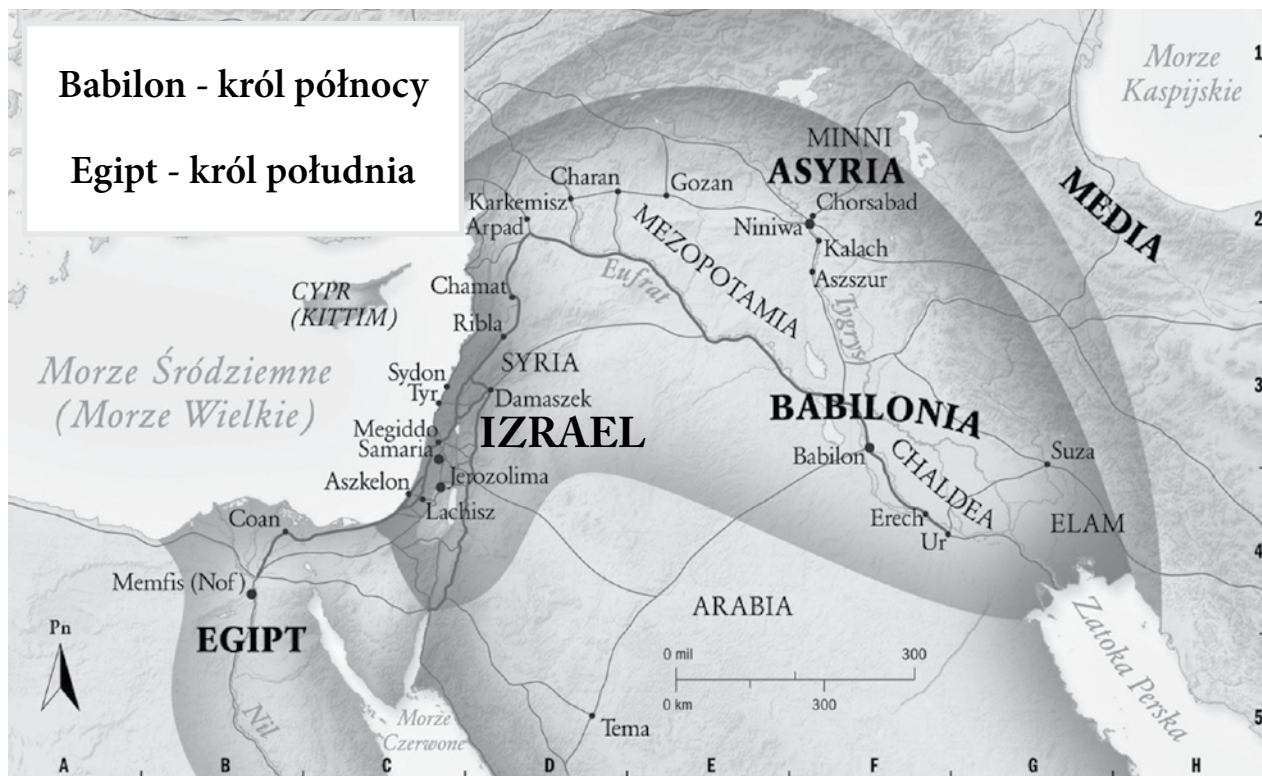 Babilon - król północy
Egipt - król południa
Morze
Kaspijskie
1
MINNI
ASYRIA
MEDIA
Charan
Gozan
Karkemisz
Chorsabad
Arpad
Niniwa
2
MEZOPOTAMIA
Kalach
Eufrat
Aszszur
Chamat
CYPR
(KITTIM)
Tygrys
Ribla
SYRIA
Morze Śródziemne
(Morze Wielkie)
Sydon
Tyr
Damaszek
3
BABILONIA
Megiddo
IZRAEL
Samaria
Babilon
CHALDEA
Suza
Aszkelon
Jerozolima
Lachisz
Coan
Erech
ELAM
Ur
4
Memfis (Nof)
ARABIA
EGIPT
Pn
0 mil 300
0 km 300
Zatoka Perska
Nil
Morze
Czerwone
Tema
5
A B C D E F G H